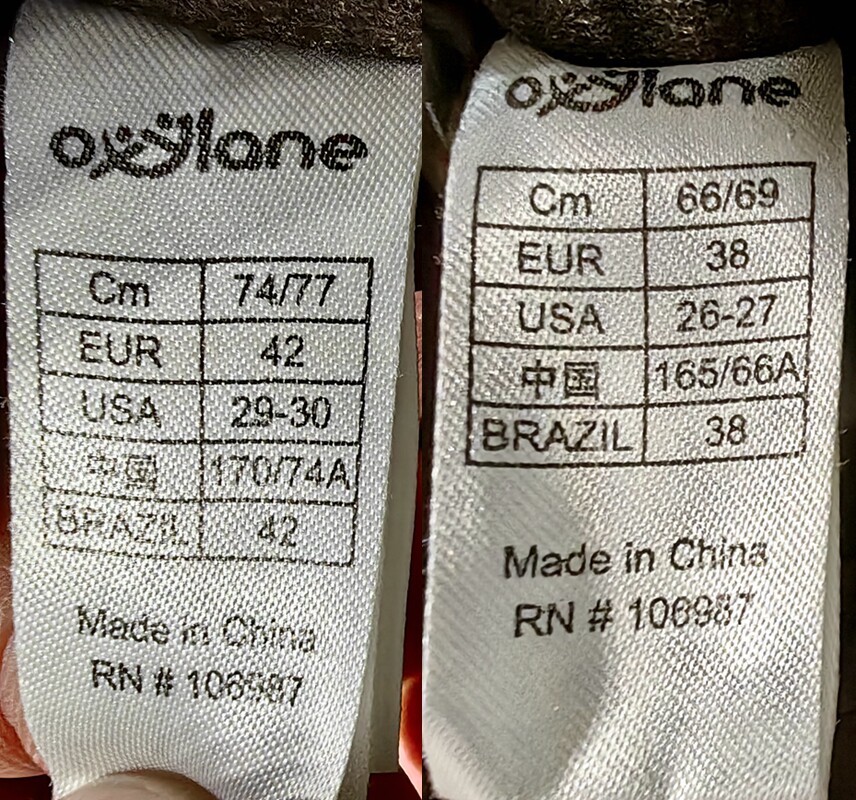 oxylane
Cm 74/77
EUR 42
USA 29-30
中国 170/74A
BRAZIL 42
Made in China
RN # 106987
oxylane
Cm 66/69
EUR 38
USA 26-27
中国 165/66A
BRAZIL 38
Made in China
RN # 106987